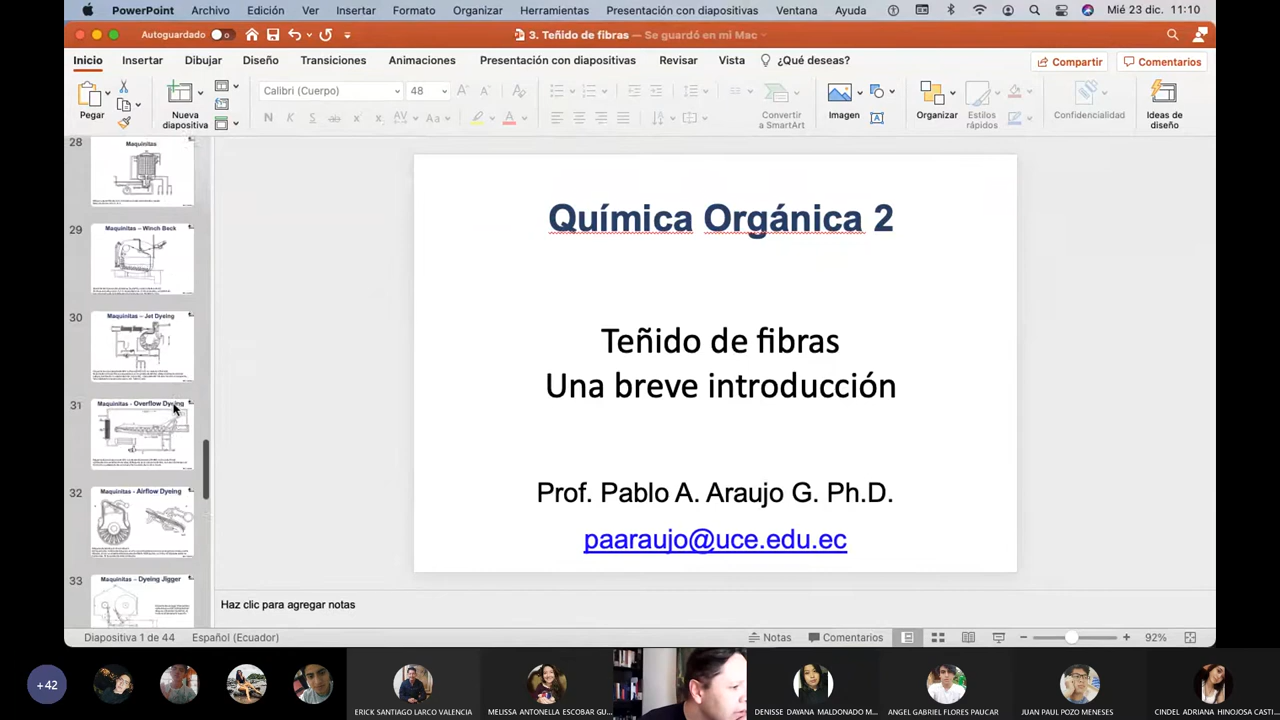 PowerPoint Archivo Edición Ver Insertar Formato Organizar Herramientas Presentación con diapositivas Ventana Ayuda Mié 23 dic. 11:10
Autoguardado 3. Teñido de fibras — Se guardó en mi Mac
Inicio Insertar Dibujar Diseño Transiciones Animaciones Presentación con diapositivas Revisar Vista ¿Qué deseas? Compartir Comentarios
Pegar
Nueva diapositiva
Calibri (Cuerpo) 48
Convertir a SmartArt
Imagen
Organizar
Estilos rápidos
Confidencialidad
Ideas de diseño
28
Maquinitas
29
Maquinitas – Winch Beck
30
Maquinitas – Jet Dyeing
31
Maquinitas - Overflow Dyeing
32
Maquinitas - Airflow Dyeing
33
Maquinitas – Dyeing Jigger
Química Orgánica 2
Teñido de fibras
Una breve introducción
Prof. Pablo A. Araujo G. Ph.D.
paaraujo@uce.edu.ec
Haz clic para agregar notas
Diapositiva 1 de 44 Español (Ecuador) Notas Comentarios 92%
+42
ERICK SANTIAGO LARCO VALENCIA
MELISSA ANTONELLA ESCOBAR GU...
DENISSE DAYANA MALDONADO M...
ANGEL GABRIEL FLORES PAUCAR
JUAN PABLO POZO MENESES
CINDEL ADRIANA HINOJOSA CASTI...